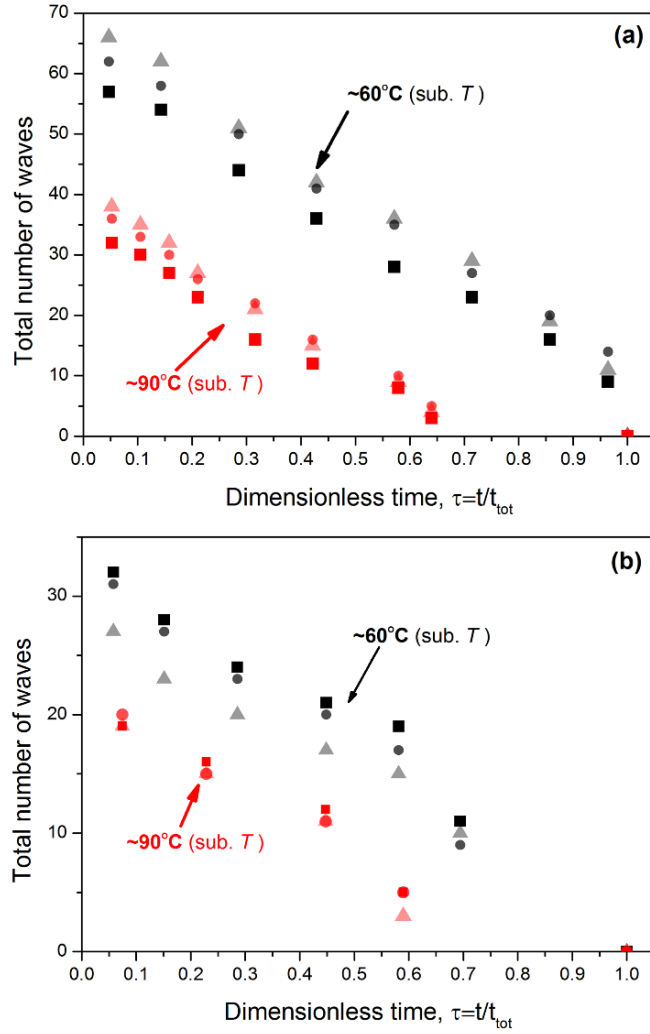 (a)
70
60
50
40
30
20
10
0
Total number of waves
~60°C (sub. T )
~90°C (sub. T )
0.0 0.1 0.2 0.3 0.4 0.5 0.6 0.7 0.8 0.9 1.0
Dimensionless time, τ=t/t_tot
(b)
30
20
10
0
Total number of waves
~60°C (sub. T )
~90°C (sub. T )
0.0 0.1 0.2 0.3 0.4 0.5 0.6 0.7 0.8 0.9 1.0
Dimensionless time, τ=t/t_tot